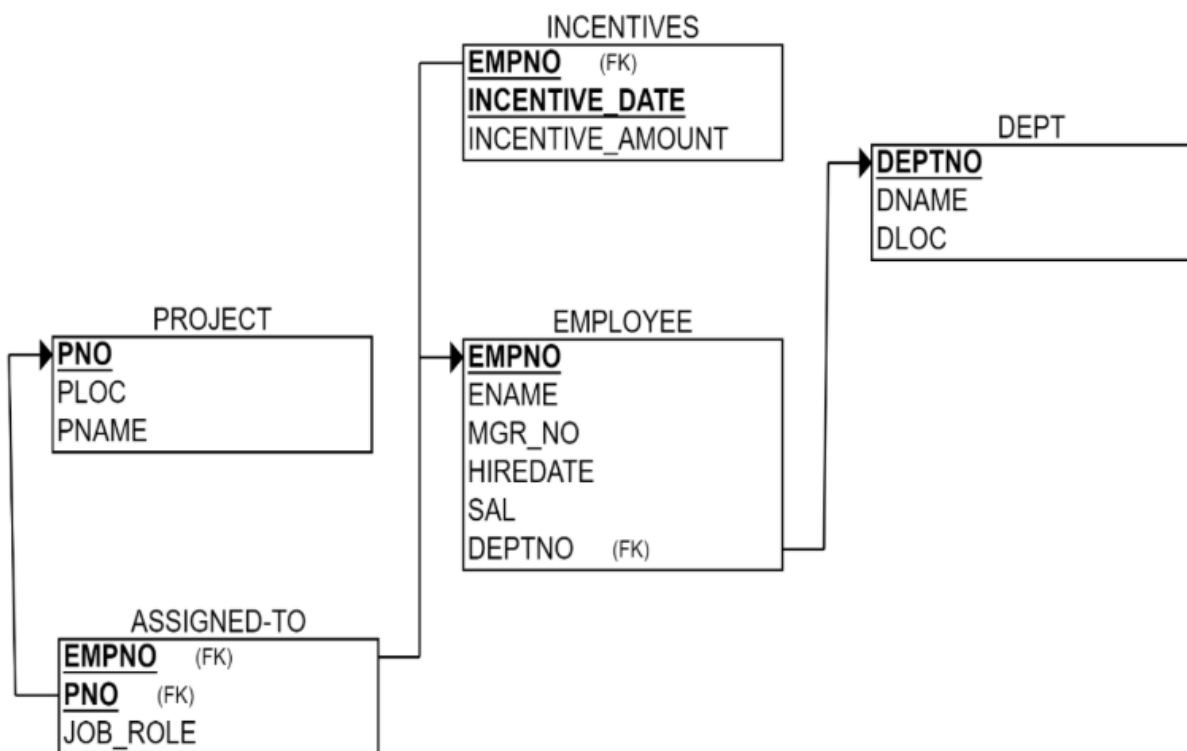 INCENTIVES
EMPNO (FK)
INCENTIVE_DATE
INCENTIVE_AMOUNT
DEPT
DEPTNO
DNAME
DLOC
PROJECT
PNO
PLOC
PNAME
EMPLOYEE
EMPNO
ENAME
MGR_NO
HIREDATE
SAL
DEPTNO (FK)
ASSIGNED-TO
EMPNO (FK)
PNO (FK)
JOB_ROLE